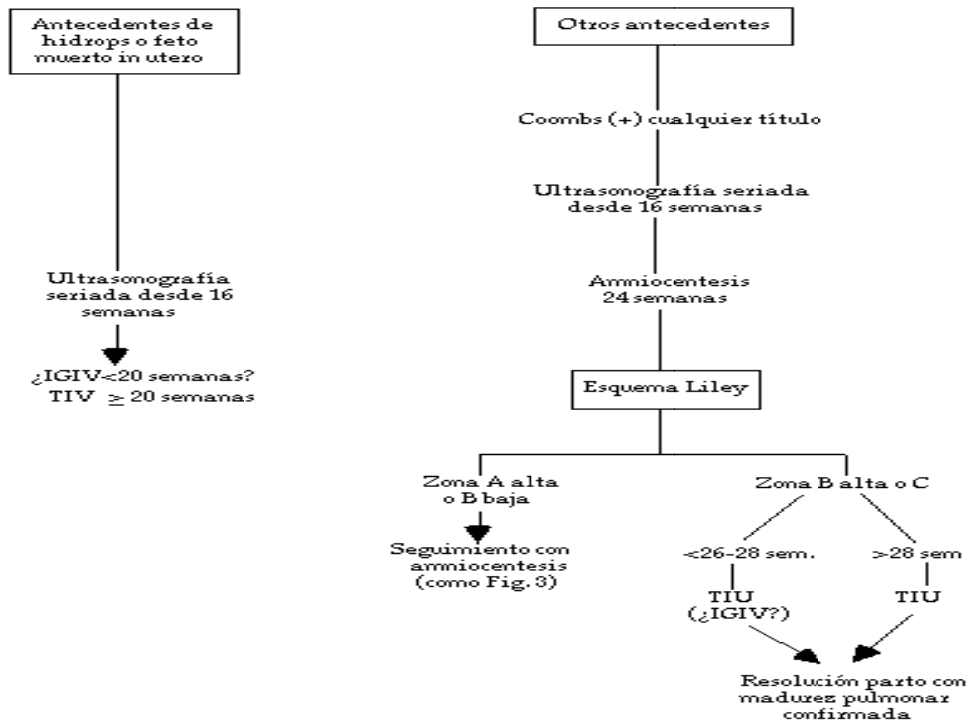 Antecedentes de
hidrops o feto
muerto in utero
Ultrasonografía
seriada desde 16
semanas
¿IGIV<20 semanas?
TIV ≥ 20 semanas
Otros antecedentes
Coombs (+) cualquier título
Ultrasonografía seriada
desde 16 semanas
Amniocentesis
24 semanas
Esquema Liley
Zona A alta
o B baja
Seguimiento con
amniocentesis
(como Fig. 3)
Zona B alta o C
<26-28 sem.
TIU
(¿IGIV?)
>28 sem
TIU
Resolución parto con
madurez pulmonar
confirmada